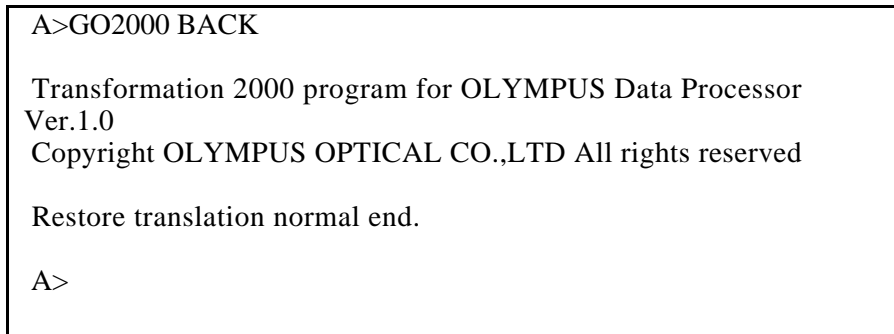 A>GO2000 BACK
Transformation 2000 program for OLYMPUS Data Processor
Ver.1.0
Copyright OLYMPUS OPTICAL CO.,LTD All rights reserved
Restore translation normal end.
A>